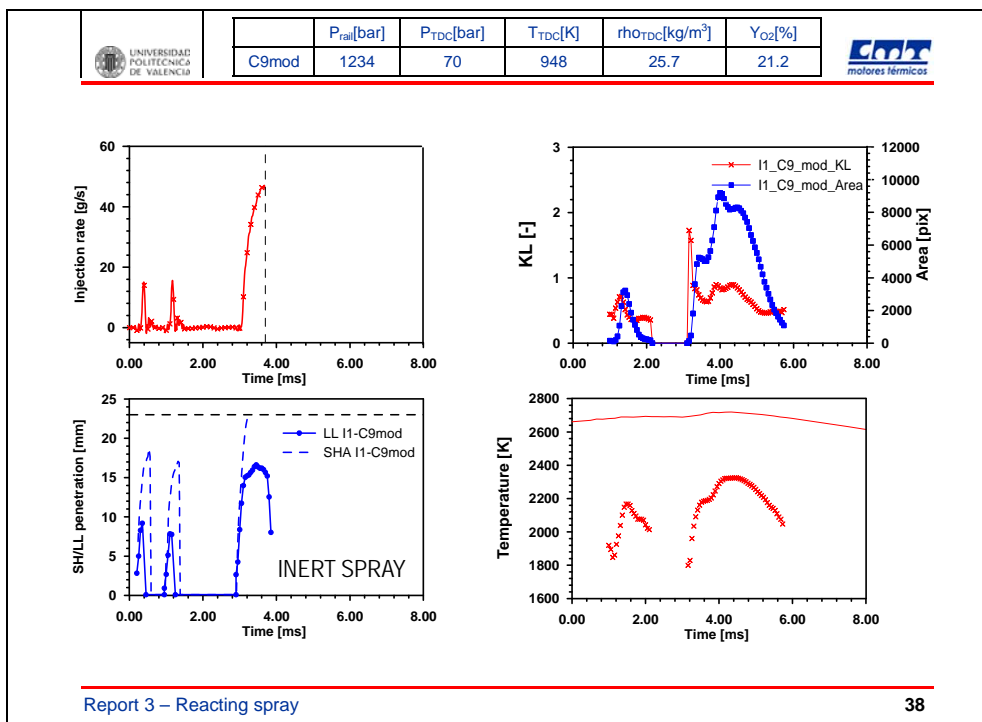 UNIVERSIDAD
POLITECNICA
DE VALENCIA
P_rail[bar] P_TDC[bar] T_TDC[K] rho_TDC[kg/m³] Y_O2[%]
C9mod 1234 70 948 25.7 21.2
CMT
motores térmicos
60
40
20
0
Injection rate [g/s]
0.00 2.00 4.00 6.00 8.00
Time [ms]
3
2
1
0
KL [-]
I1_C9_mod_KL
I1_C9_mod_Area
12000
10000
8000
6000
4000
2000
0
Area [pix]
0.00 2.00 4.00 6.00 8.00
Time [ms]
25
20
15
10
5
0
SH/LL penetration [mm]
LL I1-C9mod
SHA I1-C9mod
INERT SPRAY
0.00 2.00 4.00 6.00 8.00
Time [ms]
2800
2600
2400
2200
2000
1800
1600
Temperature [K]
0.00 2.00 4.00 6.00 8.00
Time [ms]
Report 3 – Reacting spray 38